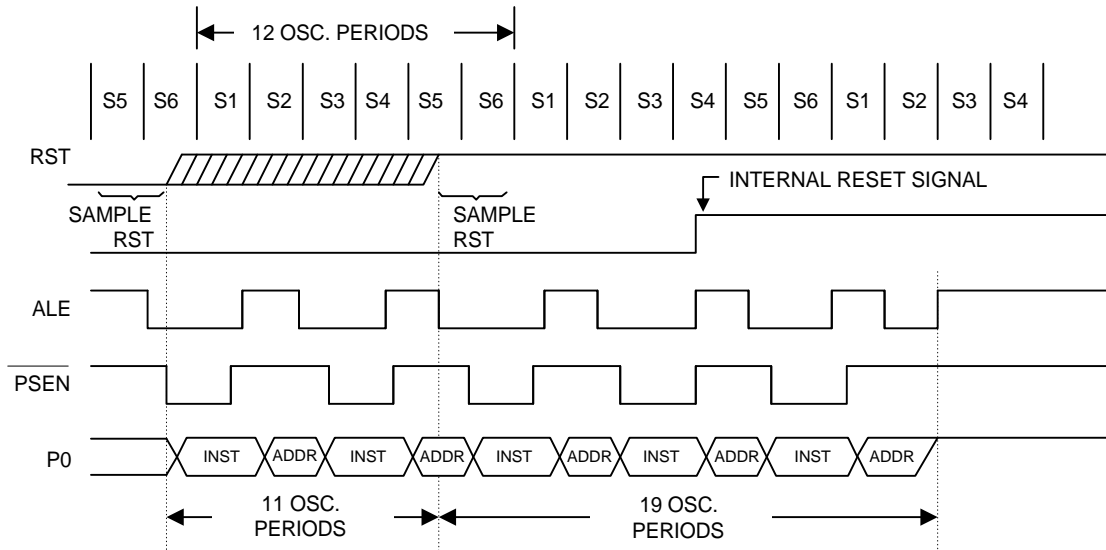 12 OSC. PERIODS
S5 S6 S1 S2 S3 S4 S5 S6 S1 S2 S3 S4 S5 S6 S1 S2 S3 S4
RST
INTERNAL RESET SIGNAL
SAMPLE RST
SAMPLE RST
ALE
PSEN
P0 INST ADDR INST ADDR INST ADDR INST ADDR INST ADDR
11 OSC. PERIODS
19 OSC. PERIODS